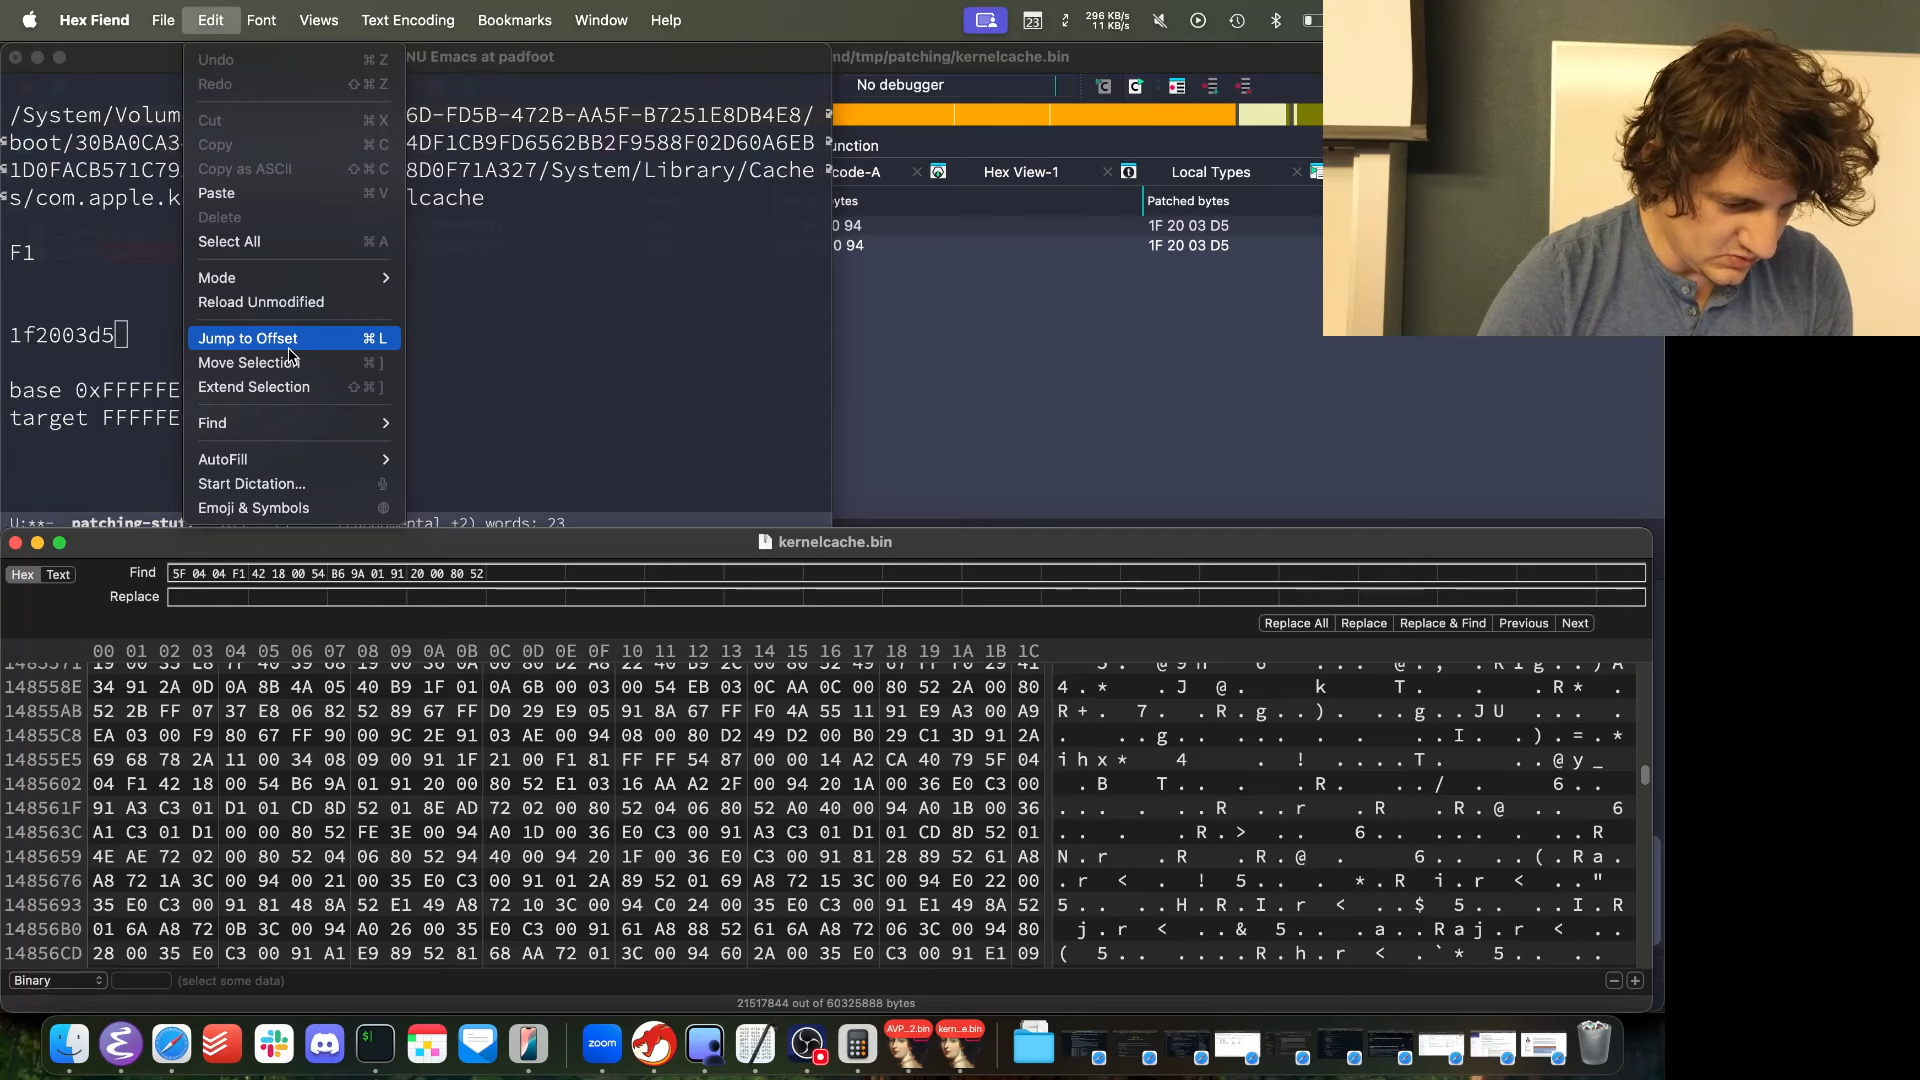 Hex Fiend File Edit Font Views Text Encoding Bookmarks Window Help
23
296 KB/s
11 KB/s
NU Emacs at padfoot
md/tmp/patching/kernelcache.bin
/System/Volum
6D-FD5B-472B-AA5F-B7251E8DB4E8/
boot/30BA0CA3
4DF1CB9FD6562BB2F9588F02D60A6EB
1D0FACB571C79
8D0F71A327/System/Library/Cache
s/com.apple.k
lcache
F1
1f2003d5
base 0xFFFFFE
target FFFFFE
Undo ⌘ Z
Redo ⇧ ⌘ Z
Cut ⌘ X
Copy ⌘ C
Copy as ASCII ⇧ ⌘ C
Paste ⌘ V
Delete
Select All ⌘ A
Mode
Reload Unmodified
Jump to Offset ⌘ L
Move Selection ⌘ ]
Extend Selection ⇧ ⌘ ]
Find
AutoFill
Start Dictation...
Emoji & Symbols
No debugger
unction
code-A Hex View-1 Local Types
ytes Patched bytes
0 94 1F 20 03 D5
0 94 1F 20 03 D5
words: 23
kernelcache.bin
Hex Text Find 5F 04 04 F1 42 18 00 54 B6 9A 01 91 20 00 80 52
Replace
Replace All Replace Replace & Find Previous Next
00 01 02 03 04 05 06 07 08 09 0A 0B 0C 0D 0E 0F 10 11 12 13 14 15 16 17 18 19 1A 1B 1C
148558E 34 91 2A 0D 0A 8B 4A 05 40 B9 1F 01 0A 6B 00 03 00 54 EB 03 0C AA 0C 00 80 52 2A 00 80
14855AB 52 2B FF 07 37 E8 06 82 52 89 67 FF D0 29 E9 05 91 8A 67 FF F0 4A 55 11 91 E9 A3 00 A9
14855C8 EA 03 00 F9 80 67 FF 90 00 9C 2E 91 03 AE 00 94 08 00 80 D2 49 D2 00 B0 29 C1 3D 91 2A
14855E5 69 68 78 2A 11 00 34 08 09 00 91 1F 21 00 F1 81 FF FF 54 87 00 00 14 A2 CA 40 79 5F 04
1485602 04 F1 42 18 00 54 B6 9A 01 91 20 00 80 52 E1 03 16 AA A2 2F 00 94 20 1A 00 36 E0 C3 00
148561F 91 A3 C3 01 D1 01 CD 8D 52 01 8E AD 72 02 00 80 52 04 06 80 52 A0 40 00 94 A0 1B 00 36
148563C A1 C3 01 D1 00 00 80 52 FE 3E 00 94 A0 1D 00 36 E0 C3 00 91 A3 C3 01 D1 01 CD 8D 52 01
1485659 4E AE 72 02 00 80 52 04 06 80 52 94 40 00 94 20 1F 00 36 E0 C3 00 91 81 28 89 52 61 A8
1485676 A8 72 1A 3C 00 94 00 21 00 35 E0 C3 00 91 01 2A 89 52 01 69 A8 72 15 3C 00 94 E0 22 00
1485693 35 E0 C3 00 91 81 48 8A 52 E1 49 A8 72 10 3C 00 94 C0 24 00 35 E0 C3 00 91 E1 49 8A 52
14856B0 01 6A A8 72 0B 3C 00 94 A0 26 00 35 E0 C3 00 91 61 A8 88 52 61 6A A8 72 06 3C 00 94 80
14856CD 28 00 35 E0 C3 00 91 A1 E9 89 52 81 68 AA 72 01 3C 00 94 60 2A 00 35 E0 C3 00 91 E1 09
Binary (select some data)
21517844 out of 60325888 bytes
zoom
AVP...2.bin
kern...e.bin